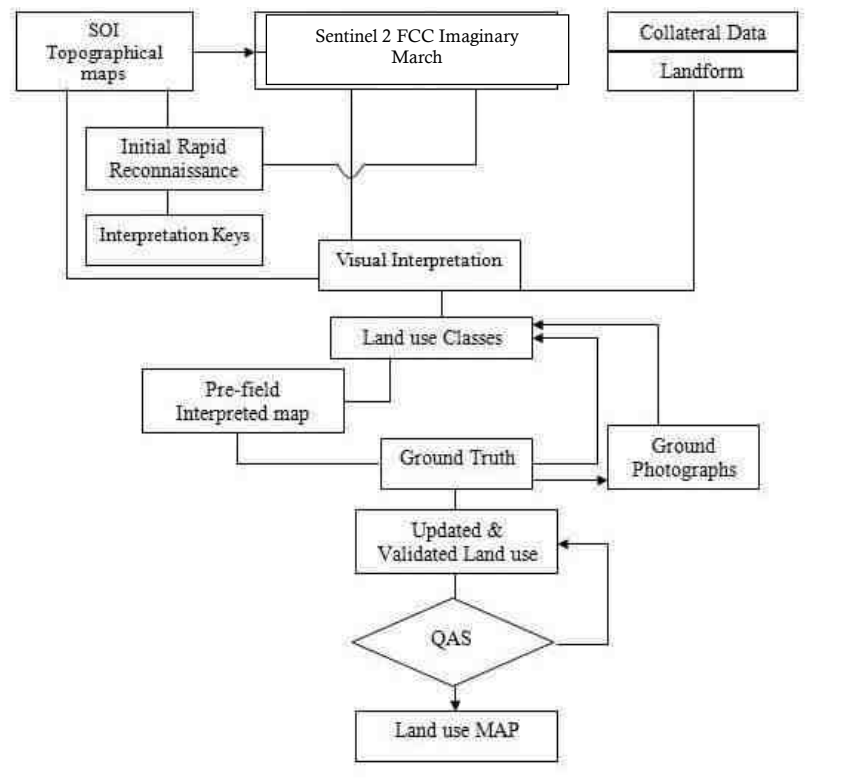 SOI
Topographical
maps
Sentinel 2 FCC Imaginary
March
Collateral Data
Landform
Initial Rapid
Reconnaissance
Interpretation Keys
Visual Interpretation
Land use Classes
Pre-field
Interpreted map
Ground Truth
Ground
Photographs
Updated &
Validated Land use
QAS
Land use MAP